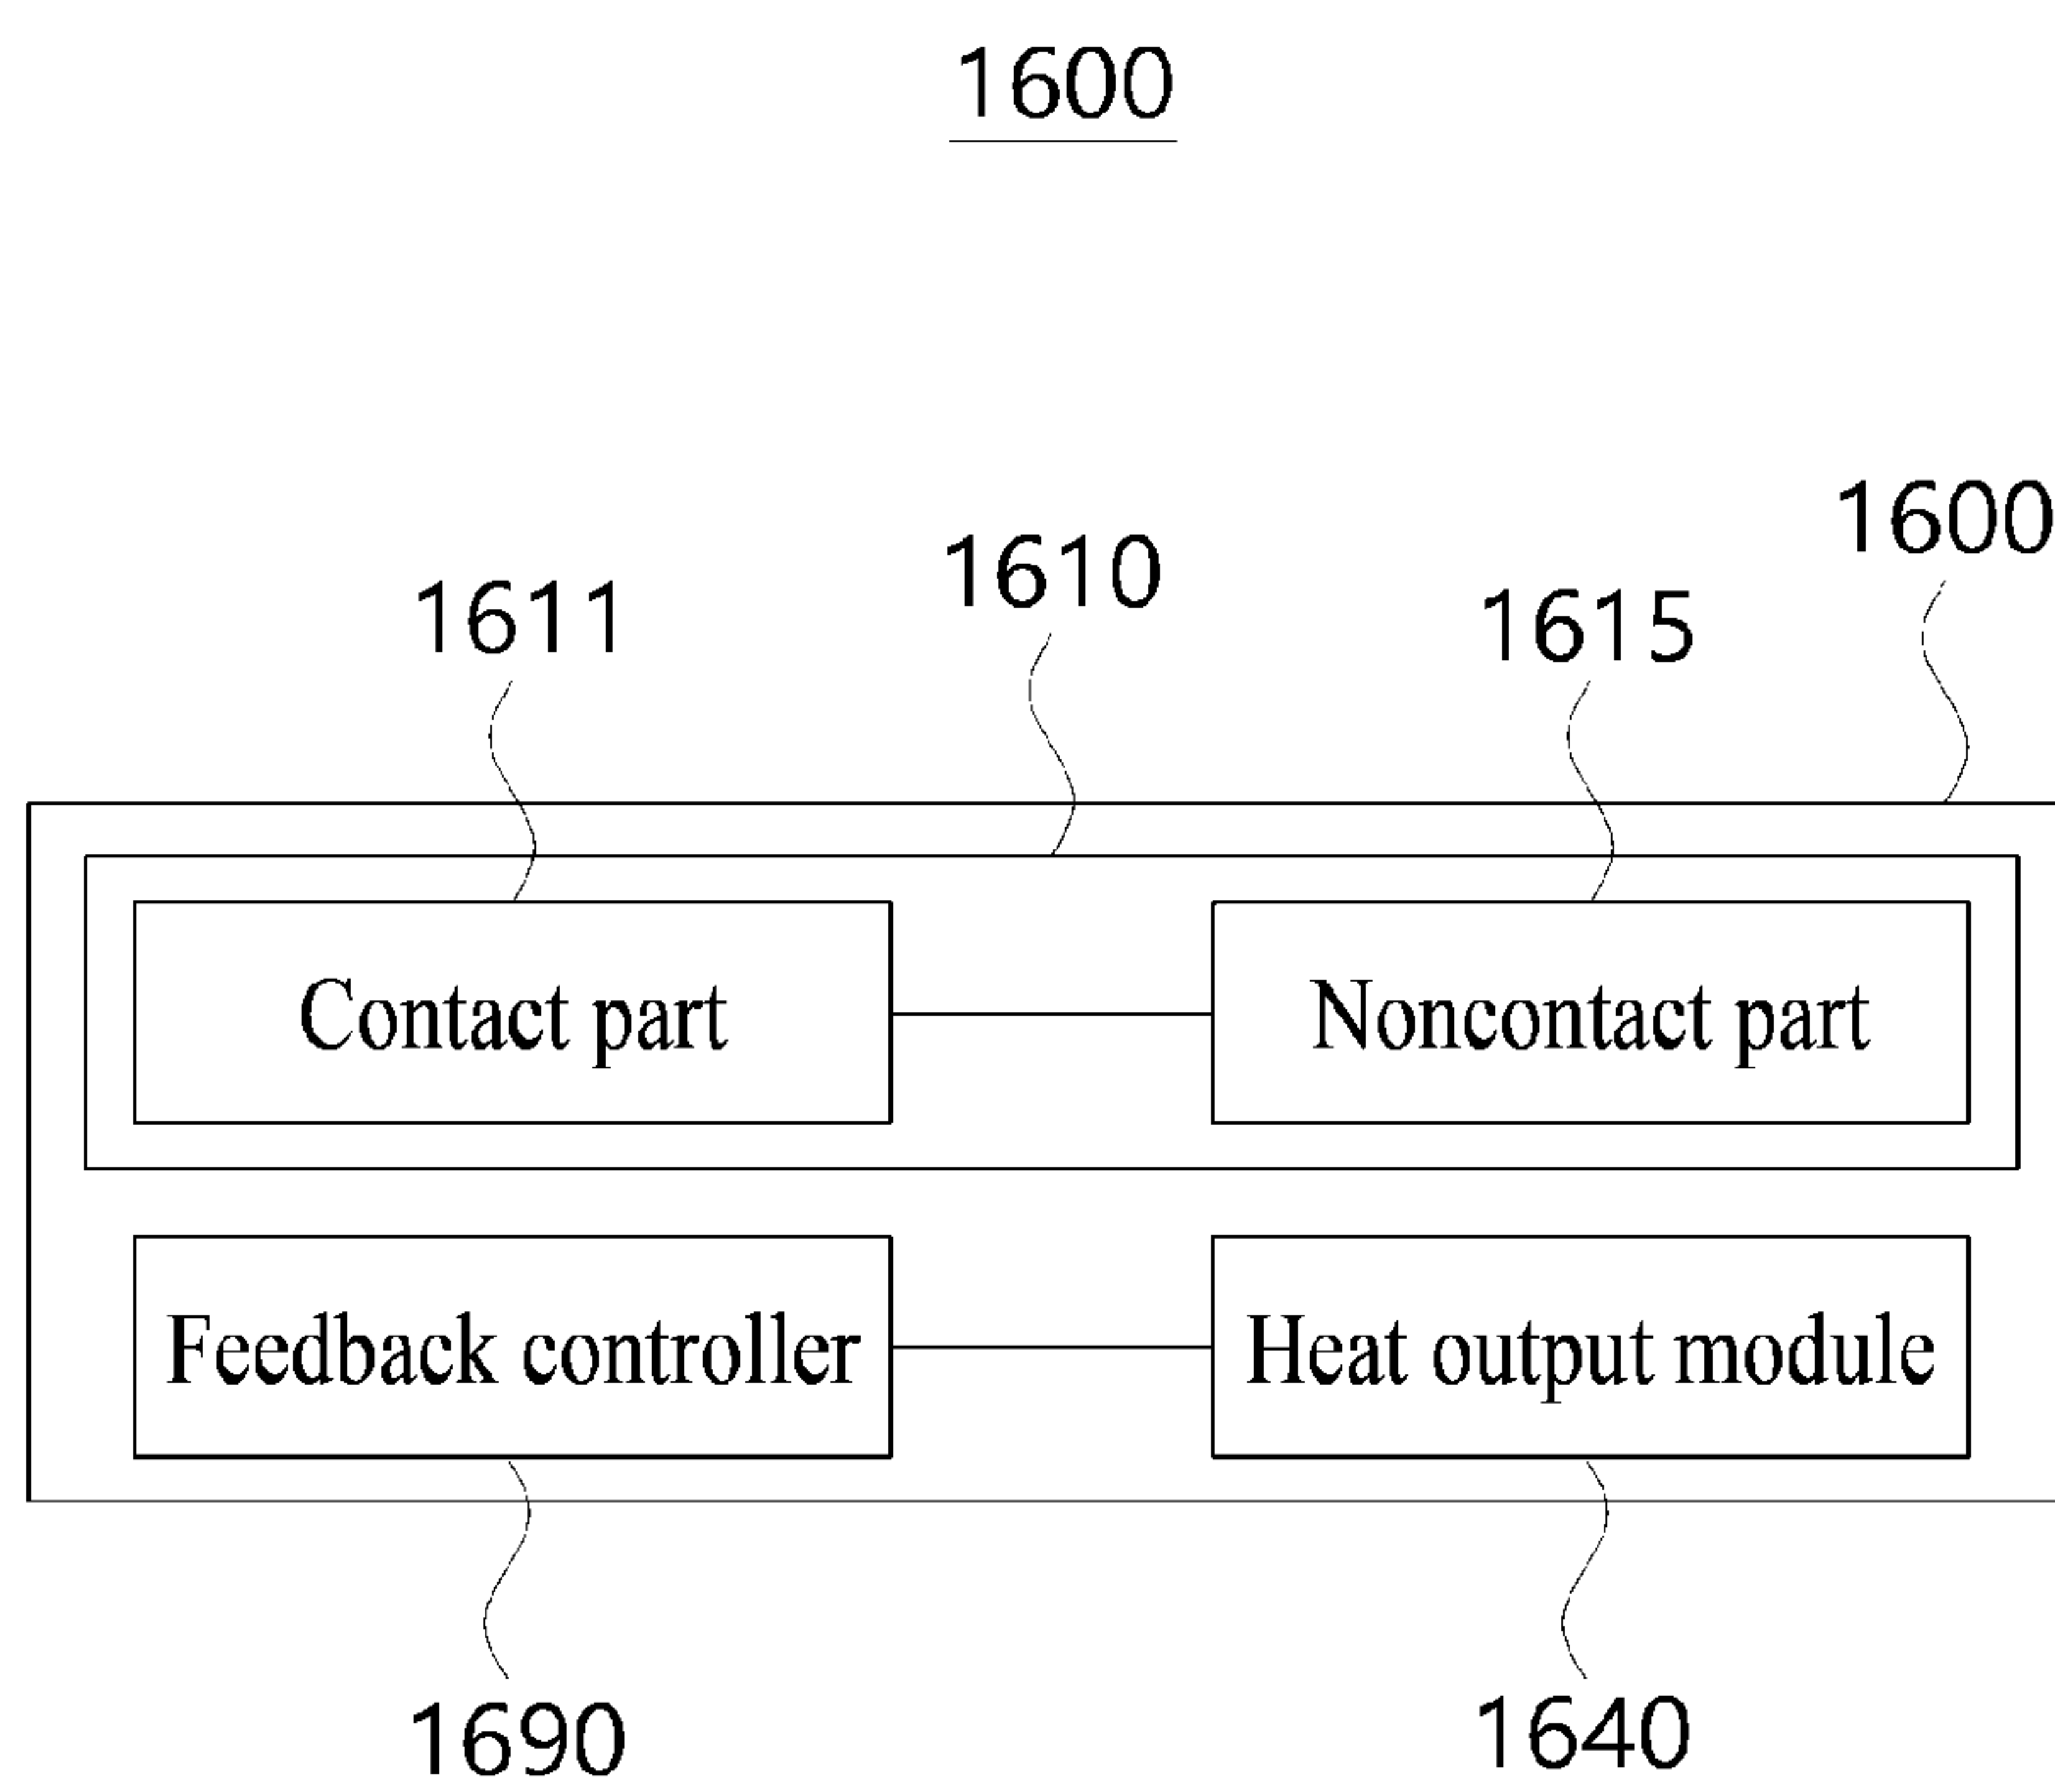 1600
1600
1610
1611
1615
Contact part
Noncontact part
Feedback controller
Heat output module
1690
1640